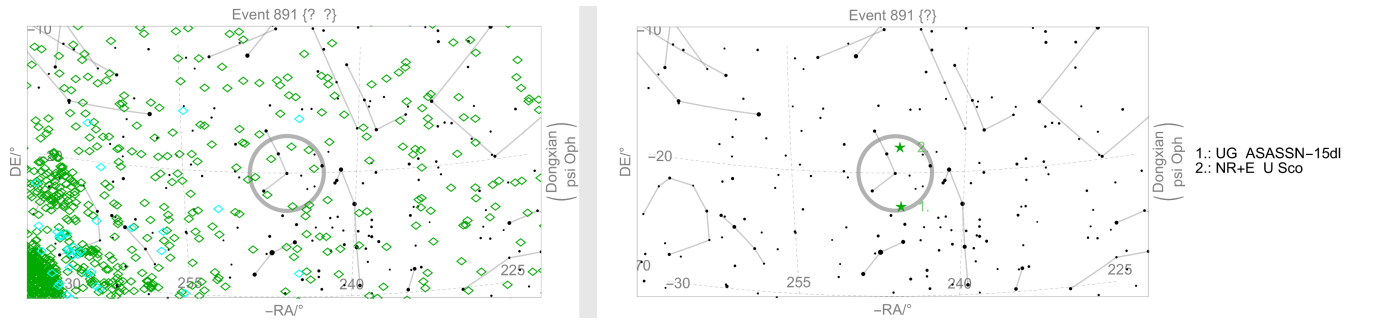 Event 891 {? ?}
−10
−20
−30
255
240
225
DE/°
−RA/°
(Dongxian
psi Oph)
Event 891 {?}
−10
−20
70
−30
255
240
225
2.
1.
DE/°
−RA/°
(Dongxian
psi Oph)
1.: UG ASASSN−15dl
2.: NR+E U Sco